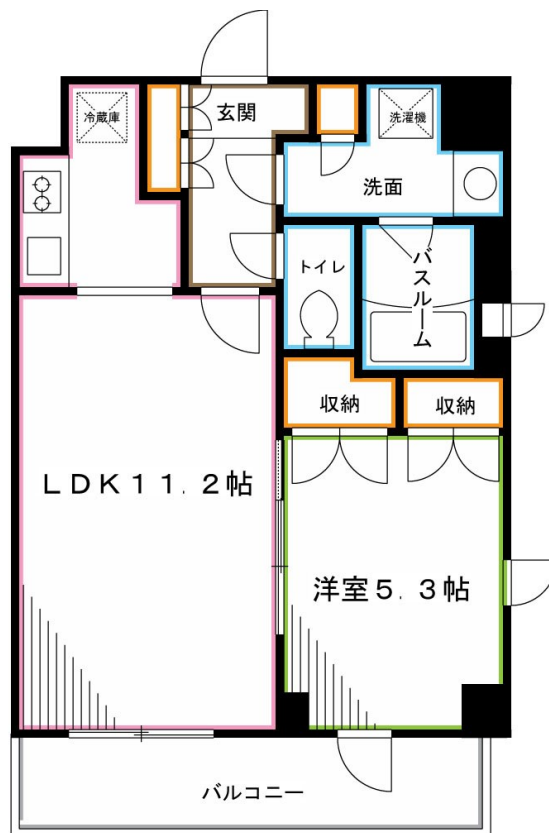 冷蔵庫
玄関
洗濯機
洗面
トイレ
バスルーム
収納
収納
LDK11.2帖
洋室5.3帖
バルコニー